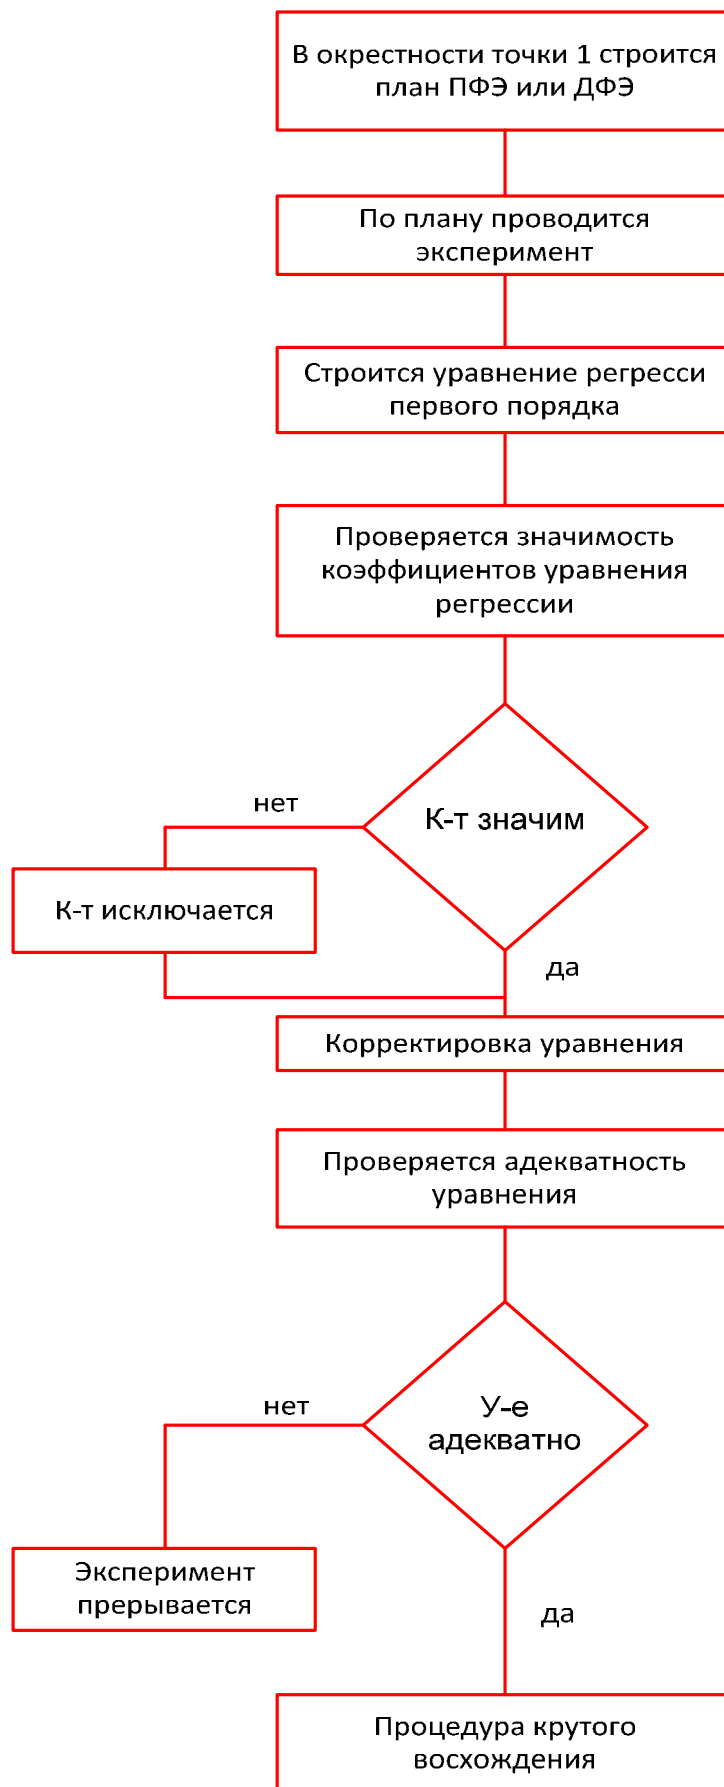 В окрестности точки 1 строится
план ПФЭ или ДФЭ
По плану проводится
эксперимент
Строится уравнение регресси
первого порядка
Проверяется значимость
коэффициентов уравнения
регрессии
К-т значим
нет
К-т исключается
да
Корректировка уравнения
Проверяется адекватность
уравнения
У-е
адекватно
нет
Эксперимент
прерывается
да
Процедура крутого
восхождения